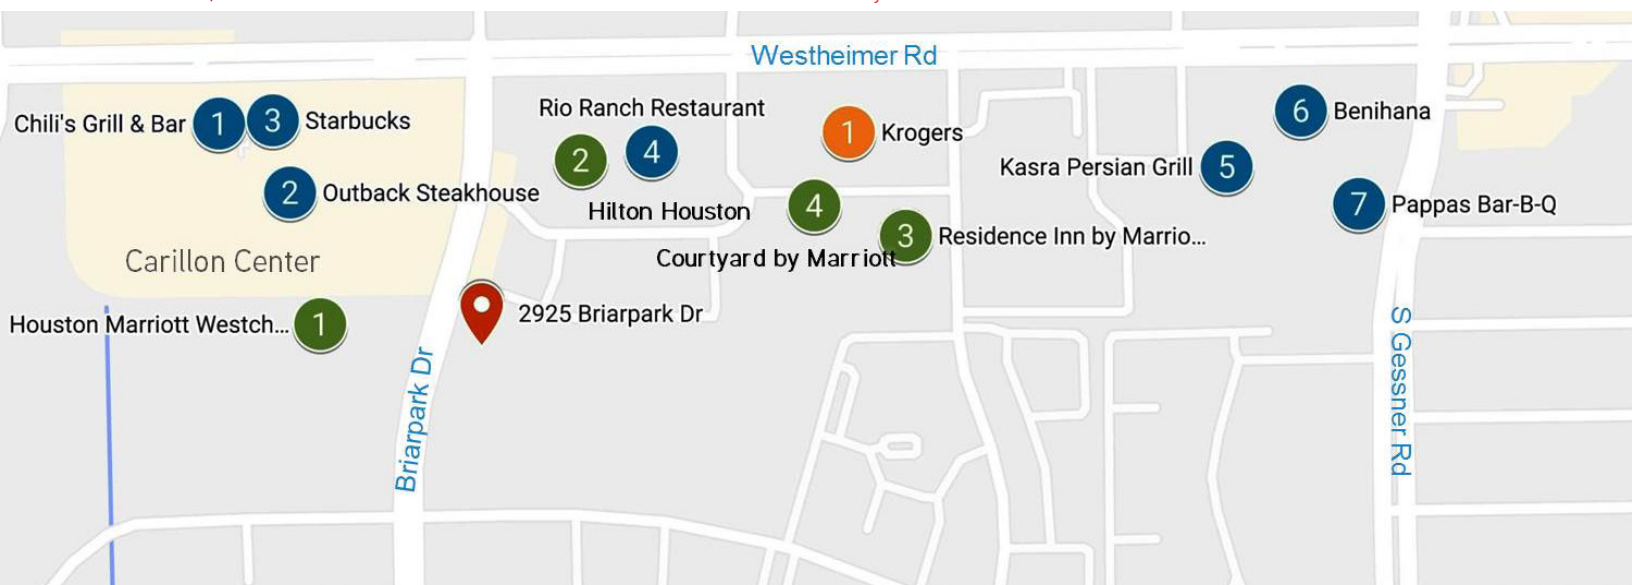 Westheimer Rd
Chili's Grill & Bar
1
3
Starbucks
Rio Ranch Restaurant
2
4
1
Krogers
6
Benihana
2
Outback Steakhouse
Kasra Persian Grill
5
7
Pappas Bar-B-Q
Hilton Houston
4
3
Residence Inn by Marrio...
Courtyard by Marriott
Carillon Center
Houston Marriott Westch...
1
2925 Briarpark Dr
Briarpark Dr
S Gessner Rd